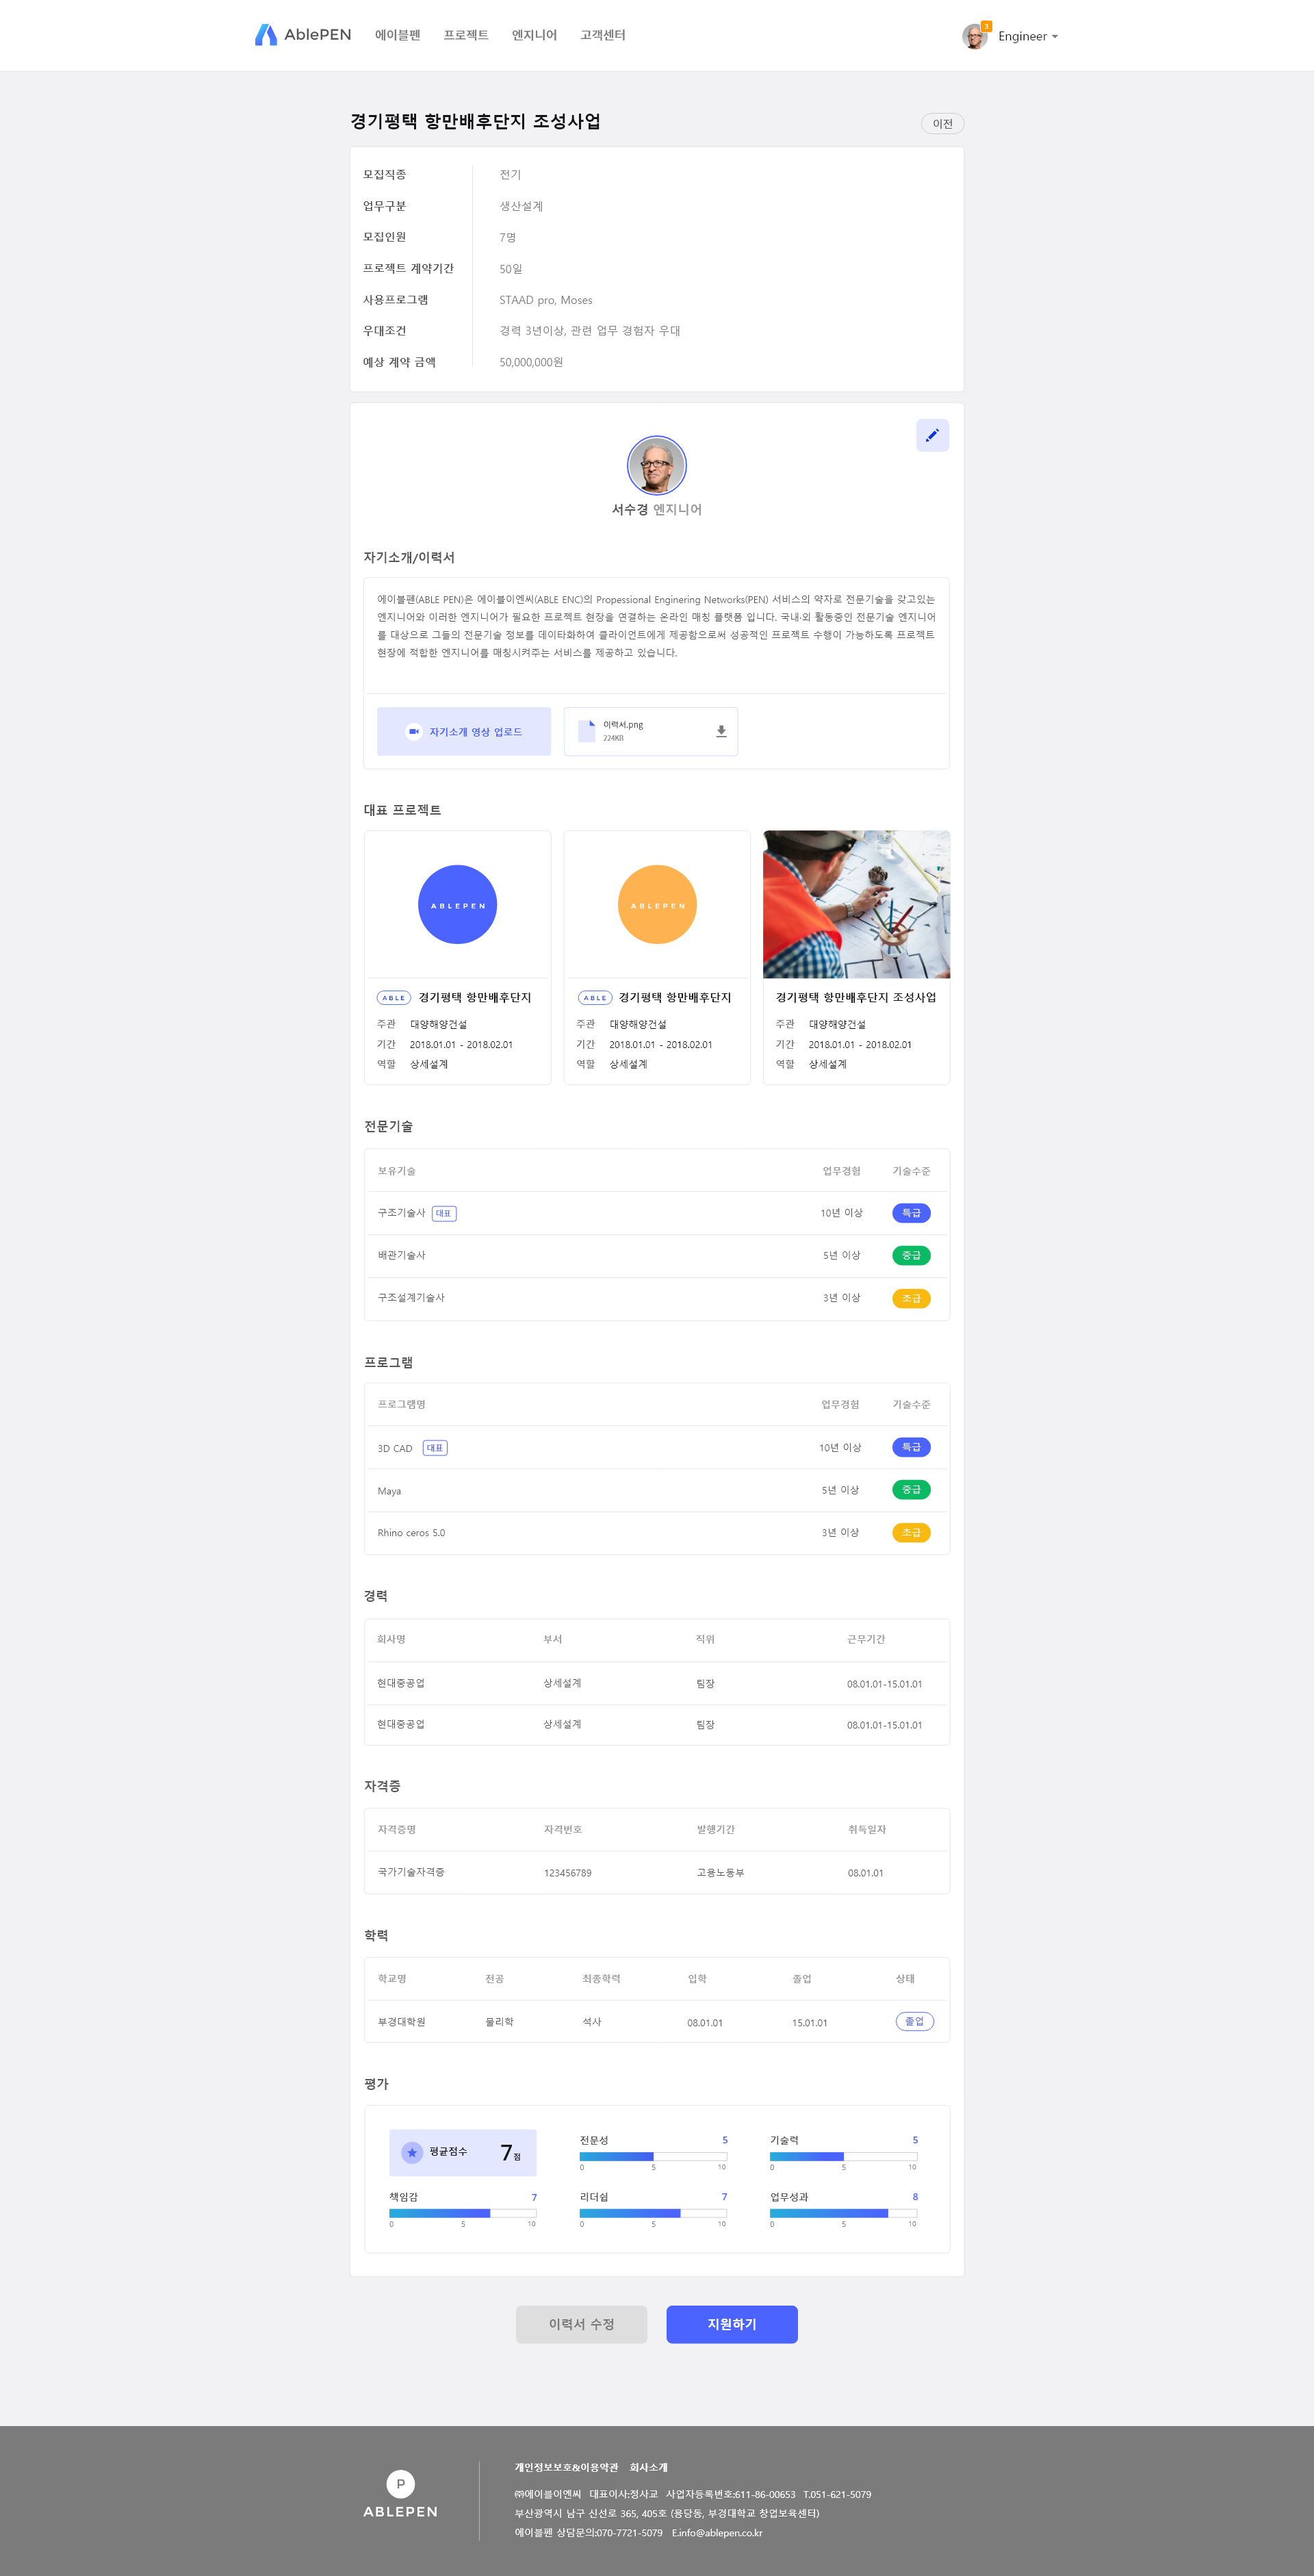 AblePEN 에이블펜 프로젝트 엔지니어 고객센터 3 Engineer
경기평택 항만배후단지 조성사업 이전
모집직종 전기
업무구분 생산설계
모집인원 7명
프로젝트 계약기간 50일
사용프로그램 STAAD pro, Moses
우대조건 경력 3년이상, 관련 업무 경험자 우대
예상 계약 금액 50,000,000원
서수경 엔지니어
자기소개/이력서
에이블펜(ABLE PEN)은 에이블이엔씨(ABLE ENC)의 Propessional Enginering Networks(PEN) 서비스의 약자로 전문기술을 갖고있는
엔지니어와 이러한 엔지니어가 필요한 프로젝트 현장을 연결하는 온라인 매칭 플랫폼 입니다. 국내·외 활동중인 전문기술 엔지니어
를 대상으로 그들의 전문기술 정보를 데이타화하여 클라이언트에게 제공함으로써 성공적인 프로젝트 수행이 가능하도록 프로젝트
현장에 적합한 엔지니어를 매칭시켜주는 서비스를 제공하고 있습니다.
자기소개 영상 업로드
이력서.png
224KB
대표 프로젝트
ABLEPEN ABLEPEN
ABLE 경기평택 항만배후단지 ABLE 경기평택 항만배후단지 경기평택 항만배후단지 조성사업
주관 대양해양건설 주관 대양해양건설 주관 대양해양건설
기간 2018.01.01 - 2018.02.01 기간 2018.01.01 - 2018.02.01 기간 2018.01.01 - 2018.02.01
역할 상세설계 역할 상세설계 역할 상세설계
전문기술
보유기술 업무경험 기술수준
구조기술사 대표 10년 이상 특급
배관기술사 5년 이상 중급
구조설계기술사 3년 이상 초급
프로그램
프로그램명 업무경험 기술수준
3D CAD 대표 10년 이상 특급
Maya 5년 이상 중급
Rhino ceros 5.0 3년 이상 초급
경력
회사명 부서 직위 근무기간
현대중공업 상세설계 팀장 08.01.01-15.01.01
현대중공업 상세설계 팀장 08.01.01-15.01.01
자격증
자격증명 자격번호 발행기간 취득일자
국가기술자격증 123456789 고용노동부 08.01.01
학력
학교명 전공 최종학력 입학 졸업 상태
부경대학원 물리학 석사 08.01.01 15.01.01 졸업
평가
평균점수 7점
전문성 5
0 5 10
기술력 5
0 5 10
책임감 7
0 5 10
리더쉽 7
0 5 10
업무성과 8
0 5 10
이력서 수정 지원하기
P
ABLEPEN
개인정보보호&이용약관 회사소개
㈜에이블이앤씨 대표이사:정사교 사업자등록번호:611-86-00653 T.051-621-5079
부산광역시 남구 신선로 365, 405호 (용당동, 부경대학교 창업보육센터)
에이블펜 상담문의:070-7721-5079 E.info@ablepen.co.kr